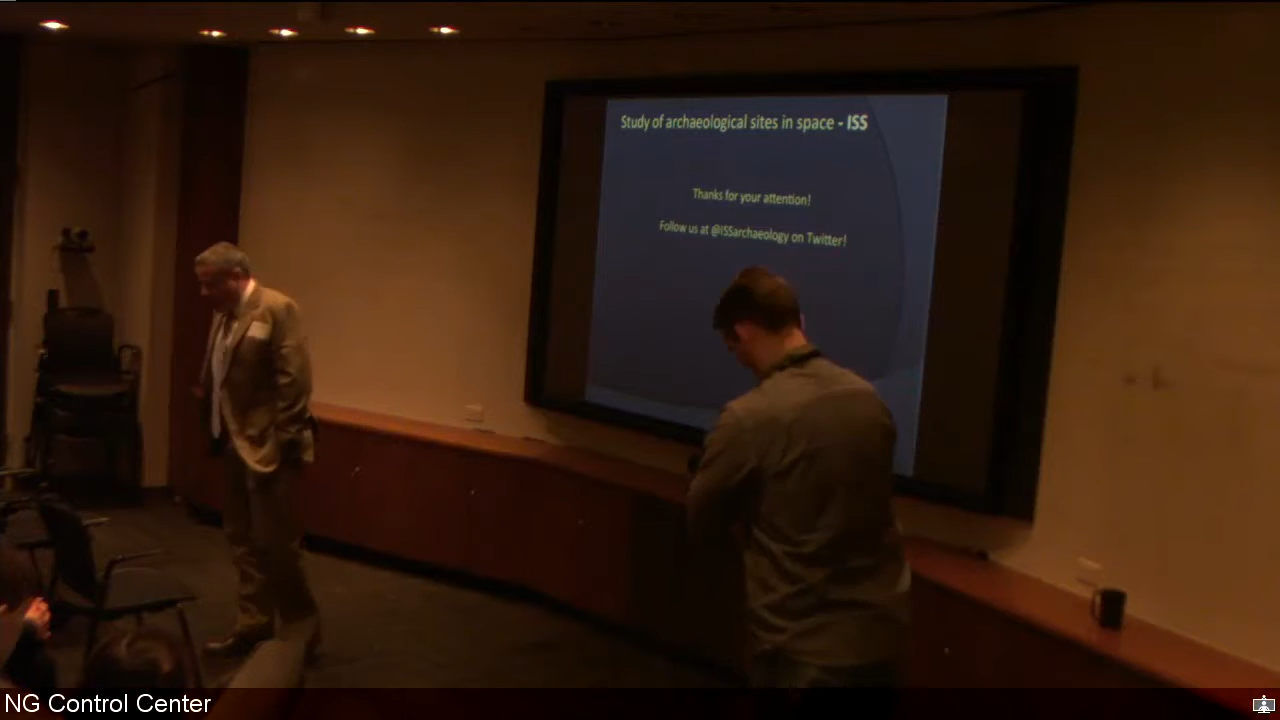 Study of archaeological sites in space - ISS
Thanks for your attention!
Follow us at @ISSarchaeology on Twitter!
NG Control Center